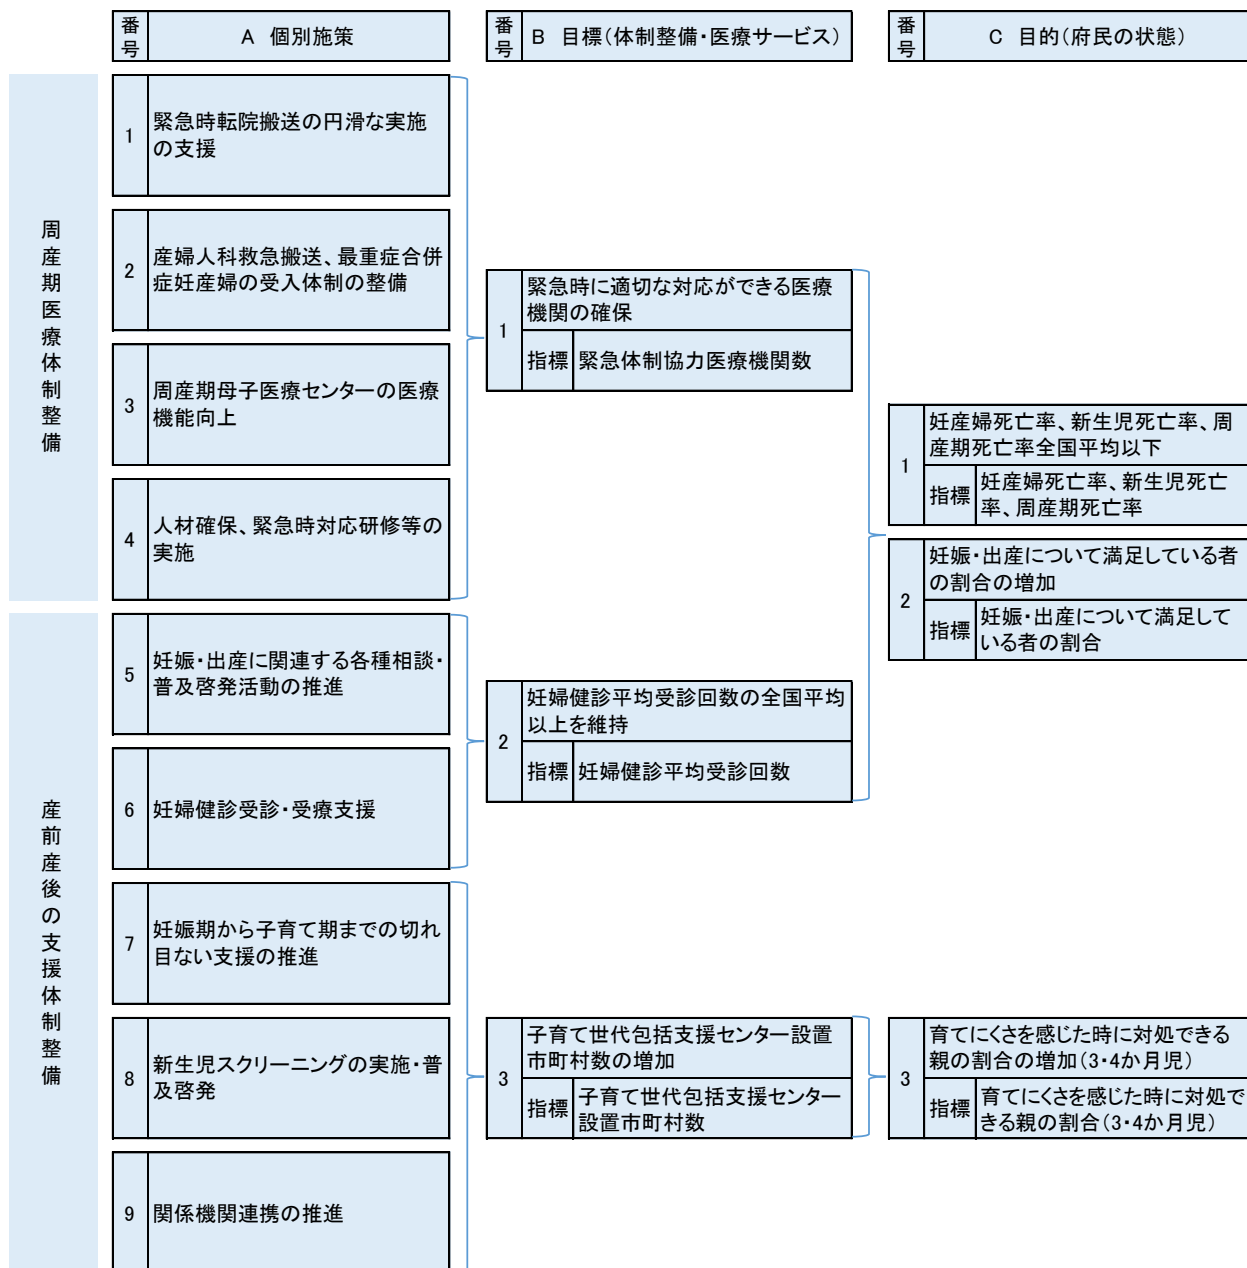 番号
A 個別施策
番号
B 目標(体制整備・医療サービス)
番号
C 目的(府民の状態)
周産期医療体制整備
1
緊急時転院搬送の円滑な実施
の支援
2
産婦人科救急搬送、最重症合併
症妊産婦の受入体制の整備
3
周産期母子医療センターの医療
機能向上
4
人材確保、緊急時対応研修等の
実施
産前産後の支援体制整備
5
妊娠・出産に関連する各種相談・
普及啓発活動の推進
6
妊婦健診受診・受療支援
7
妊娠期から子育て期までの切れ
目ない支援の推進
8
新生児スクリーニングの実施・普
及啓発
9
関係機関連携の推進
1
緊急時に適切な対応ができる医療
機関の確保
指標
緊急体制協力医療機関数
2
妊婦健診平均受診回数の全国平均
以上を維持
指標
妊婦健診平均受診回数
3
子育て世代包括支援センター設置
市町村数の増加
指標
子育て世代包括支援センター
設置市町村数
1
妊産婦死亡率、新生児死亡率、周
産期死亡率全国平均以下
指標
妊産婦死亡率、新生児死亡
率、周産期死亡率
2
妊娠・出産について満足している者
の割合の増加
指標
妊娠・出産について満足して
いる者の割合
3
育てにくさを感じた時に対処できる
親の割合の増加(3・4か月児)
指標
育てにくさを感じた時に対処で
きる親の割合(3・4か月児)